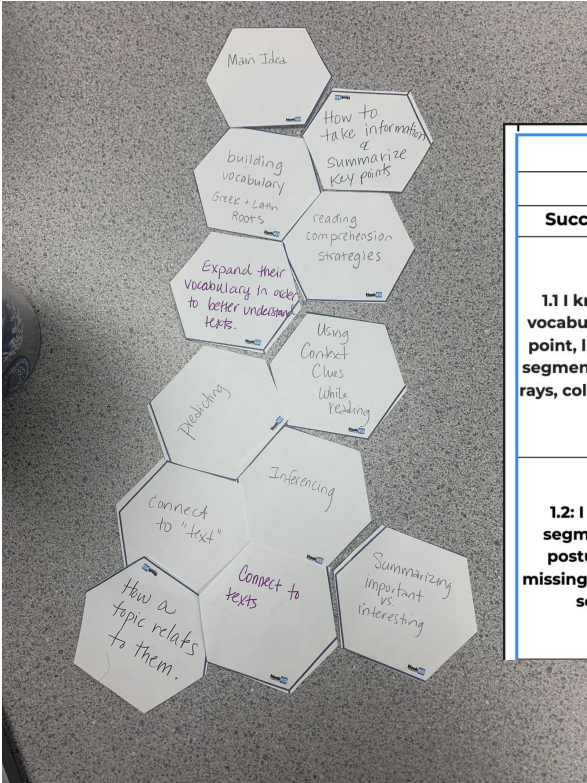 Main Idea
How to
take information
&
summarize
key points
building
vocabulary
Greek + Latin
Roots
reading
comprehension
strategies
Expand their
vocabulary in order
to better understand
texts.
Using
Context
Clues
while
reading
Predicting
Inferencing
Connect
to "text"
Connect to
texts
Summarizing
important
vs
interesting
How a
topic relates
to them.
Succ
1.1 I k
vocabu
point, l
segmen
rays, col
1.2: I
segm
postu
missing
s